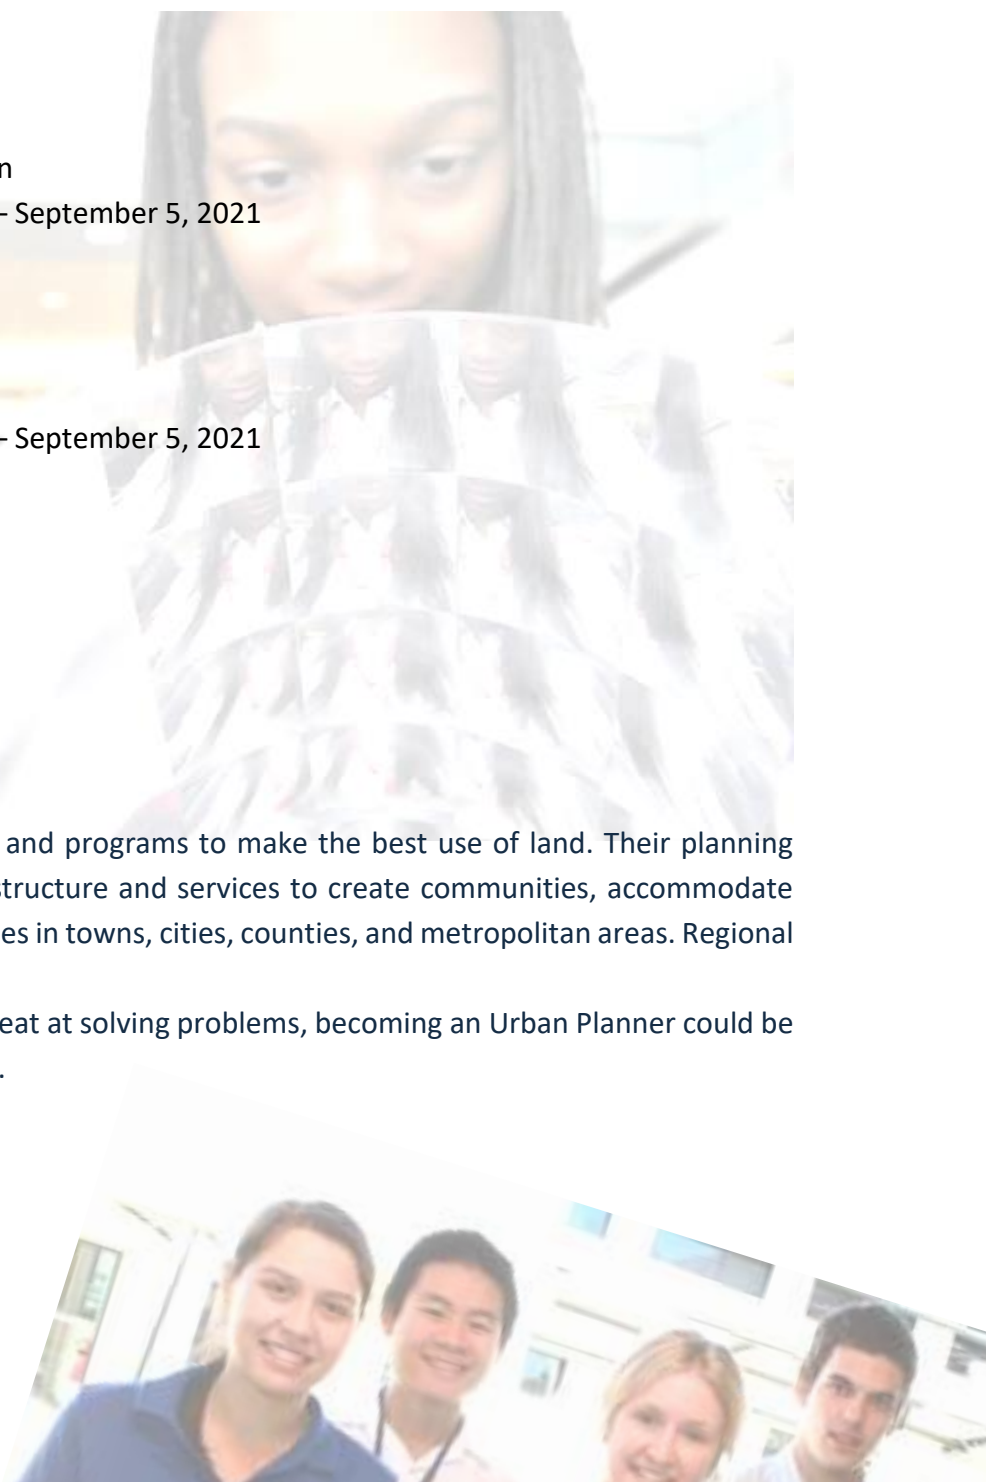 n
- September 5, 2021
- September 5, 2021
and programs to make the best use of land. Their planning
structure and services to create communities, accommodate
es in towns, cities, counties, and metropolitan areas. Regional
eat at solving problems, becoming an Urban Planner could be
.